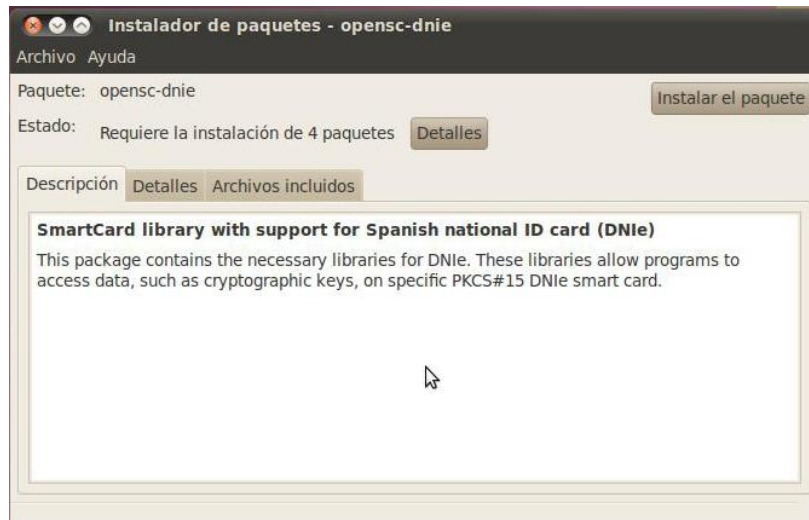 Instalador de paquetes - opensc-dnie
Archivo Ayuda
Paquete: opensc-dnie
Instalar el paquete
Estado: Requiere la instalación de 4 paquetes Detalles
Descripción Detalles Archivos incluidos
SmartCard library with support for Spanish national ID card (DNIe)
This package contains the necessary libraries for DNIe. These libraries allow programs to
access data, such as cryptographic keys, on specific PKCS#15 DNIe smart card.